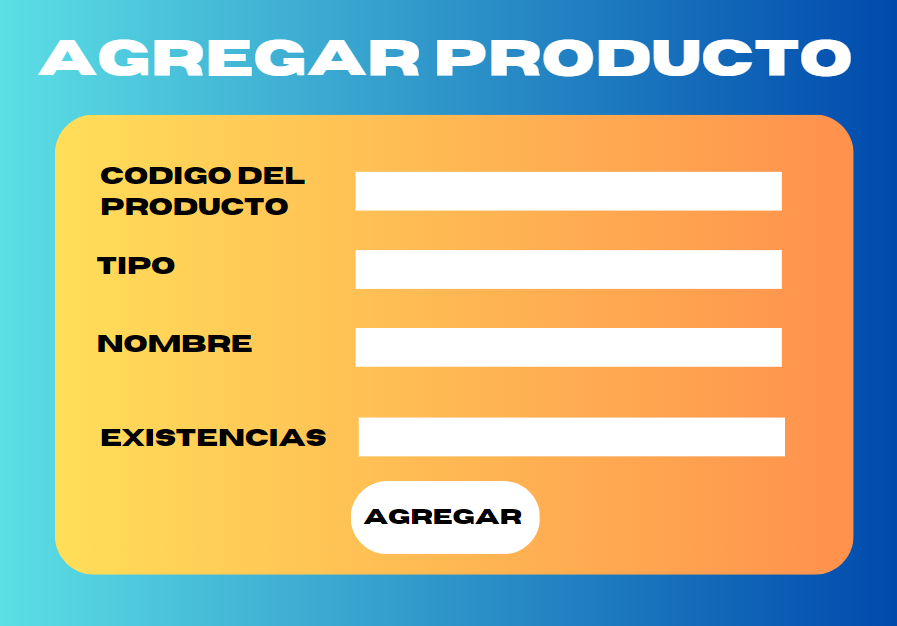 AGREGAR PRODUCTO
CODIGO DEL
PRODUCTO
TIPO
NOMBRE
EXISTENCIAS
AGREGAR